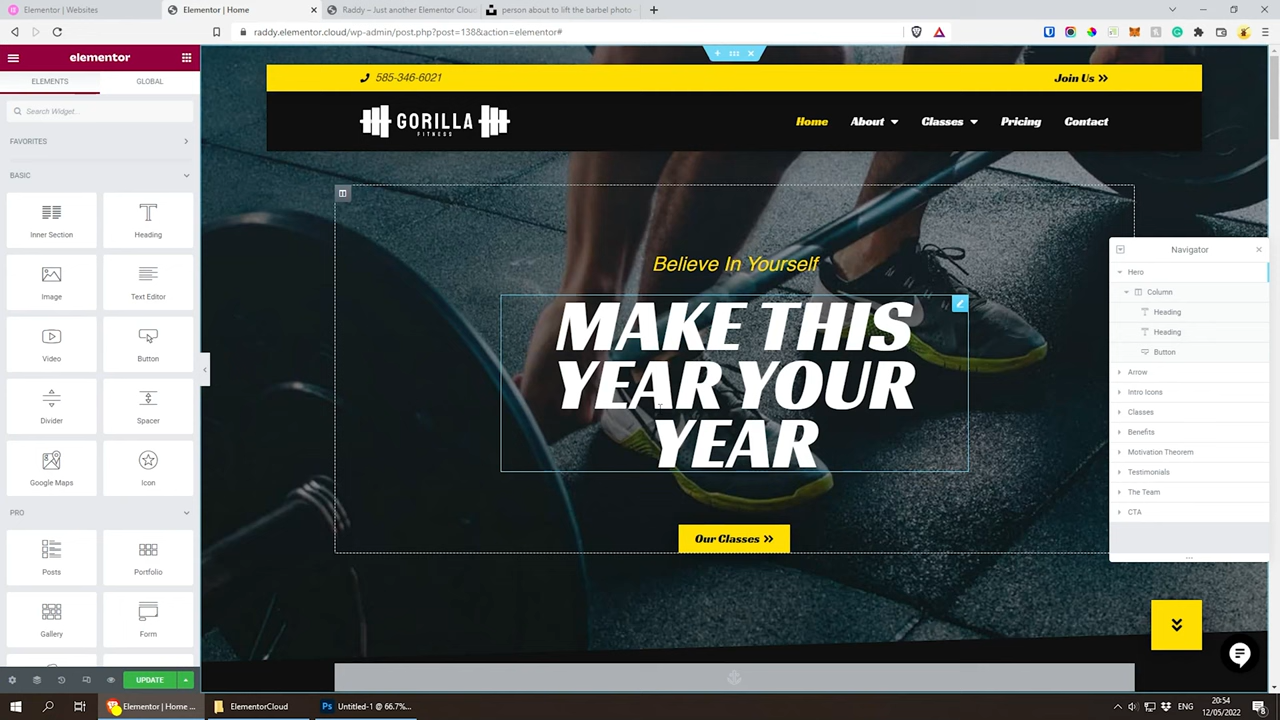 Elementor | Websites
Elementor | Home
Raddy – Just another Elementor Cloud
person about to lift the barbel photo
raddy.elementor.cloud/wp-admin/post.php?post=138&action=elementor#
elementor
ELEMENTS
GLOBAL
Search Widget...
FAVORITES
BASIC
Inner Section
Heading
Image
Text Editor
Video
Button
Divider
Spacer
Google Maps
Icon
PRO
Posts
Portfolio
Gallery
Form
UPDATE
585-346-6021
Join Us
GORILLA
FITNESS
Home
About
Classes
Pricing
Contact
Believe In Yourself
MAKE THIS
YEAR YOUR
YEAR
Our Classes
Navigator
Hero
Column
Heading
Heading
Button
Arrow
Intro Icons
Classes
Benefits
Motivation Theorem
Testimonials
The Team
CTA
Elementor | Home ...
ElementorCloud
Untitled-1 @ 66.7%...
ENG
20:54
12/05/2022
8